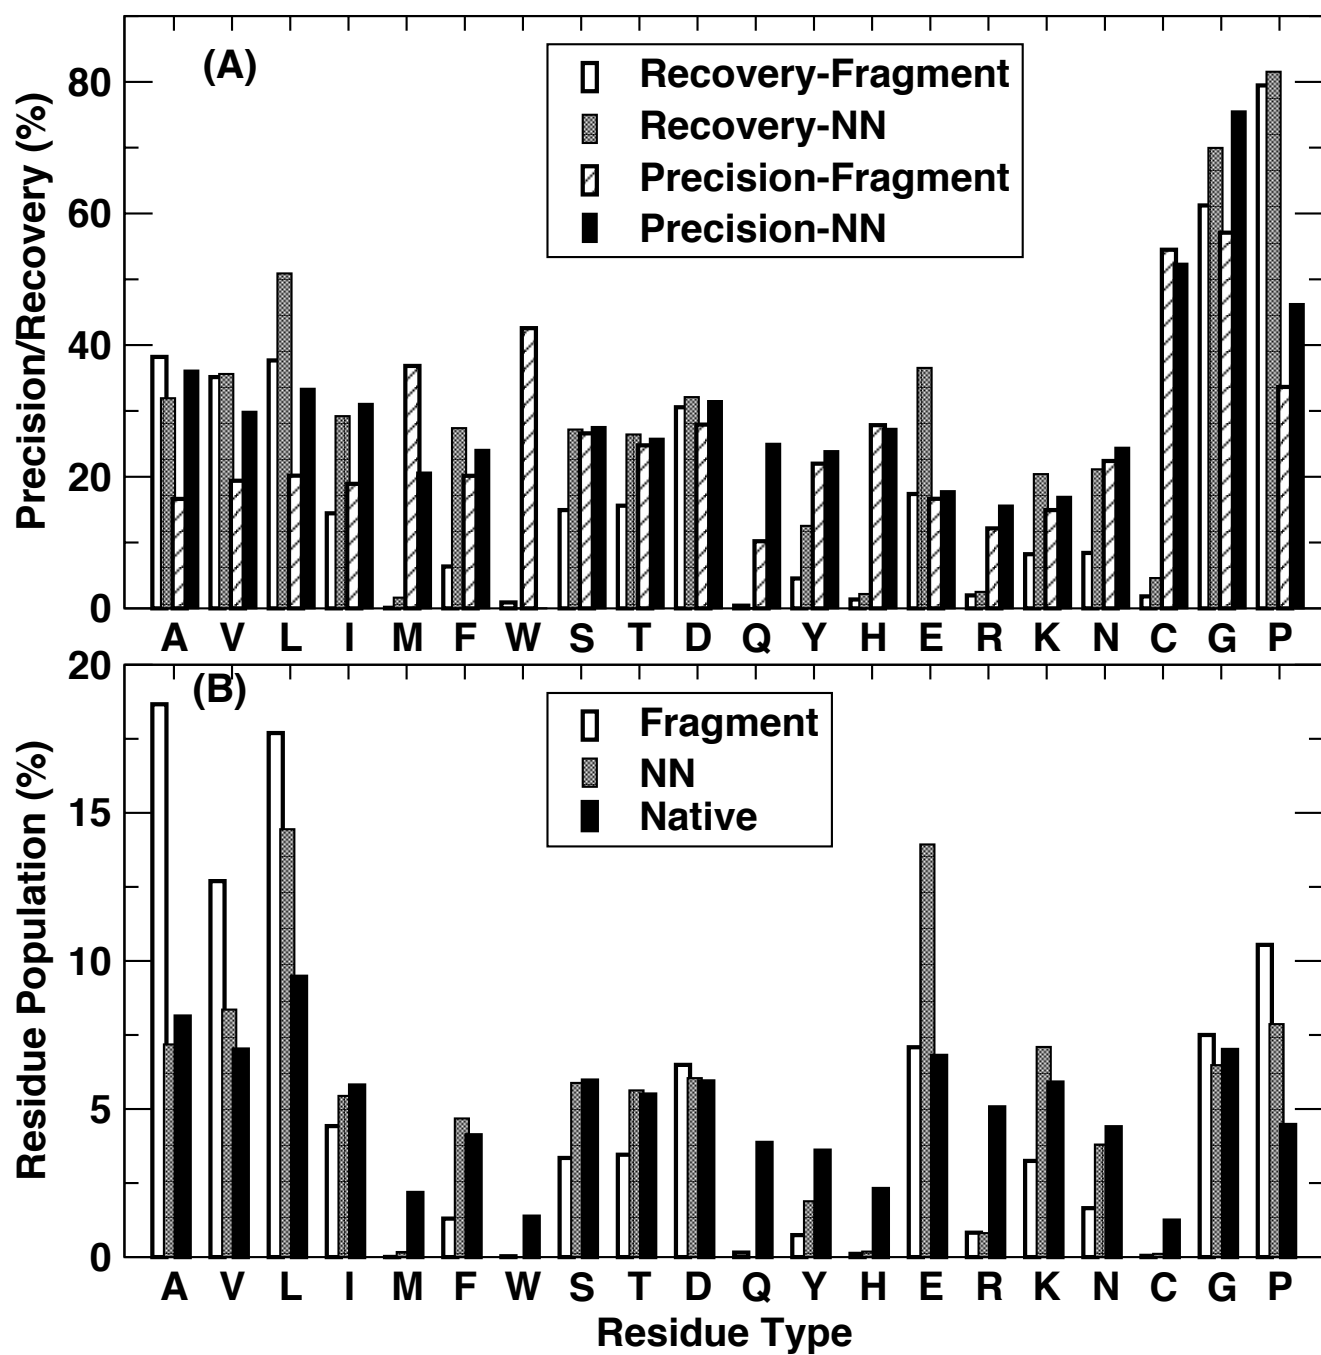 (A)
Recovery-Fragment
Recovery-NN
Precision-Fragment
Precision-NN
Precision/Recovery (%)
80
60
40
20
0
A V L I M F W S T D Q Y H E R K N C G P
(B)
Fragment
NN
Native
Residue Population (%)
20
15
10
5
0
A V L I M F W S T D Q Y H E R K N C G P
Residue Type